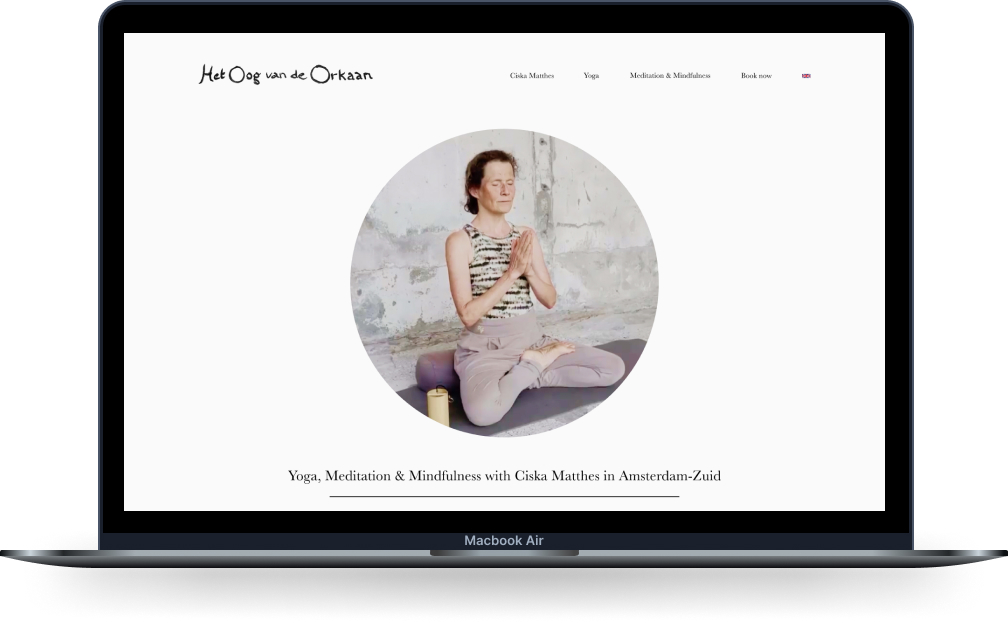 Het Oog van de Orkaan
Ciska Matthes Yoga Meditation & Mindfulness Book now
Yoga, Meditation & Mindfulness with Ciska Matthes in Amsterdam-Zuid
Macbook Air